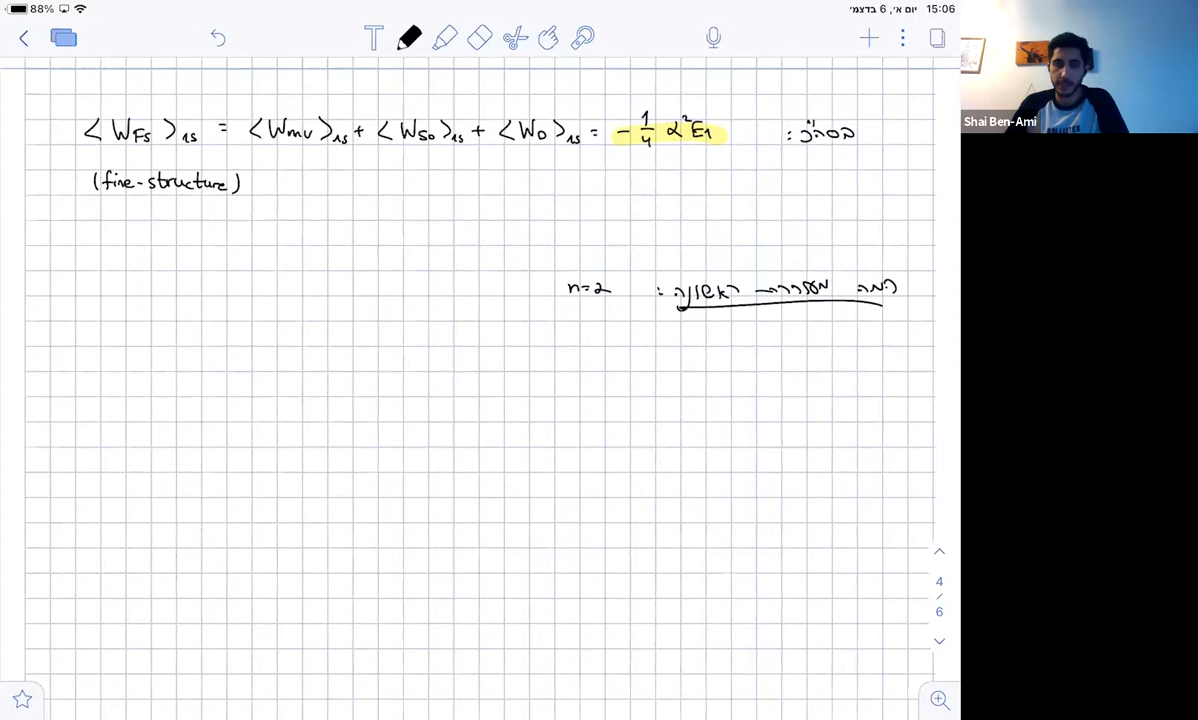 88%
15:06 יום א׳, 6 בדצמ׳
בסה״כ: ⟨W_FS⟩_1s = ⟨W_mv⟩_1s + ⟨W_SO⟩_1s + ⟨W_D⟩_1s = -1/4 α²E₁
(fine-structure)
רמה מעוררת ראשונה: n=2
4
/
6
Shai Ben-Ami